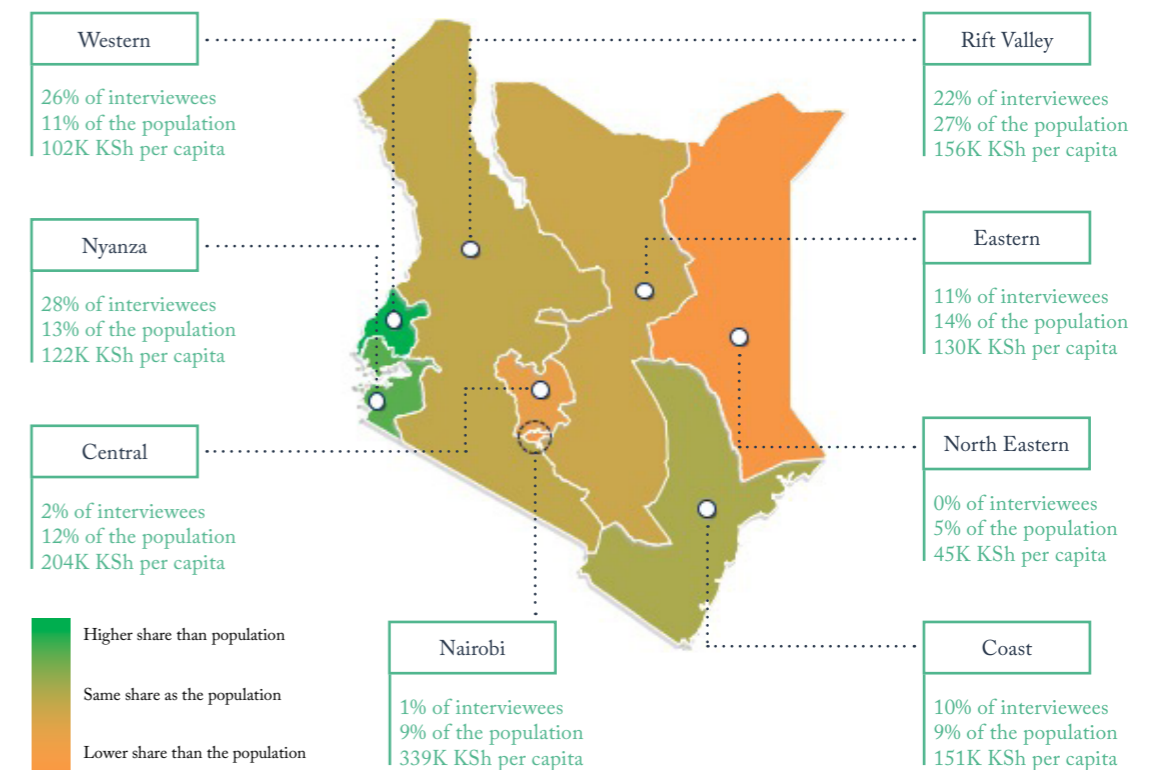 Western
26% of interviewees
11% of the population
102K KSh per capita
Rift Valley
22% of interviewees
27% of the population
156K KSh per capita
Nyanza
28% of interviewees
13% of the population
122K KSh per capita
Eastern
11% of interviewees
14% of the population
130K KSh per capita
Central
2% of interviewees
12% of the population
204K KSh per capita
North Eastern
0% of interviewees
5% of the population
45K KSh per capita
Higher share than population
Same share as the population
Lower share than the population
Nairobi
1% of interviewees
9% of the population
339K KSh per capita
Coast
10% of interviewees
9% of the population
151K KSh per capita